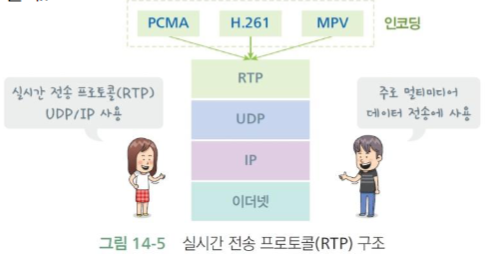 PCMA H.261 MPV 인코딩
RTP
실시간 전송 프로토콜(RTP)
UDP/IP 사용
주로 멀티미디어
데이터 전송에 사용
UDP
IP
이더넷
그림 14-5 실시간 전송 프로토콜(RTP) 구조